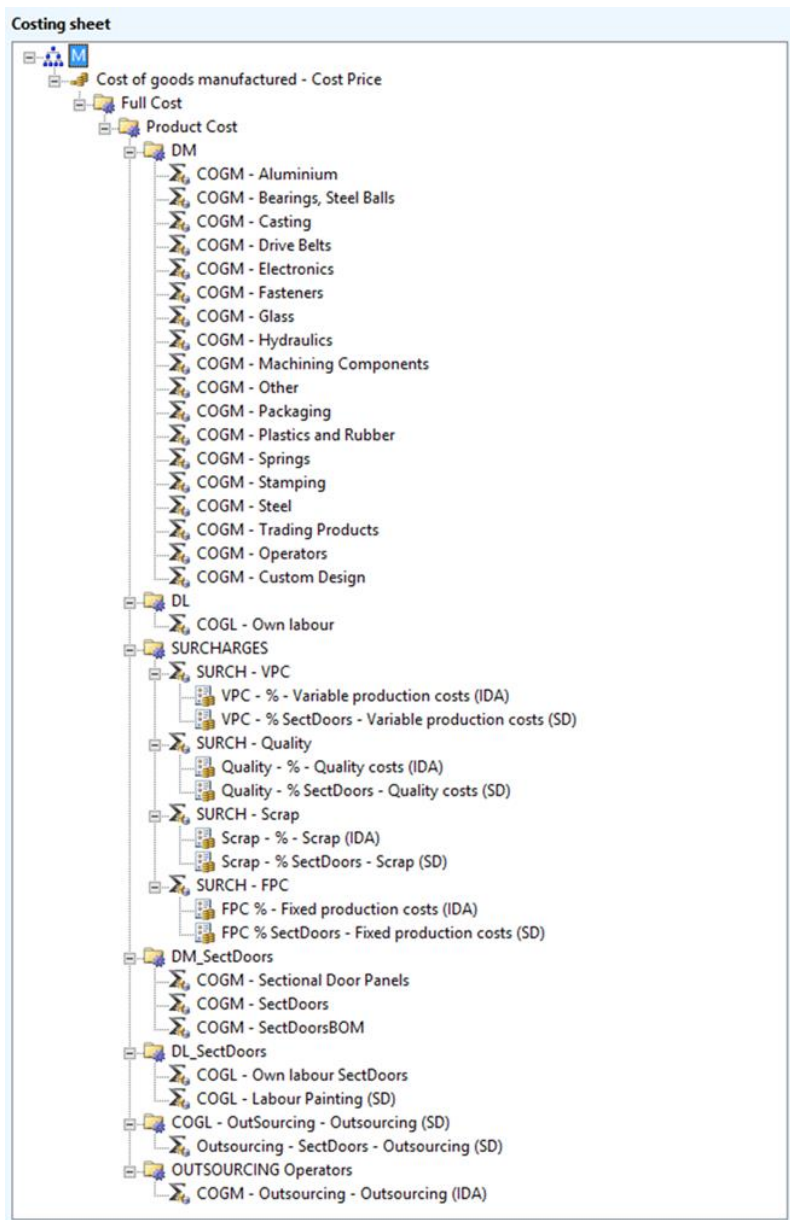 Costing sheet
M
Cost of goods manufactured - Cost Price
Full Cost
Product Cost
DM
COGM - Aluminium
COGM - Bearings, Steel Balls
COGM - Casting
COGM - Drive Belts
COGM - Electronics
COGM - Fasteners
COGM - Glass
COGM - Hydraulics
COGM - Machining Components
COGM - Other
COGM - Packaging
COGM - Plastics and Rubber
COGM - Springs
COGM - Stamping
COGM - Steel
COGM - Trading Products
COGM - Operators
COGM - Custom Design
DL
COGL - Own labour
SURCHARGES
SURCH - VPC
VPC - % - Variable production costs (IDA)
VPC - % SectDoors - Variable production costs (SD)
SURCH - Quality
Quality - % - Quality costs (IDA)
Quality - % SectDoors - Quality costs (SD)
SURCH - Scrap
Scrap - % - Scrap (IDA)
Scrap - % SectDoors - Scrap (SD)
SURCH - FPC
FPC % - Fixed production costs (IDA)
FPC % SectDoors - Fixed production costs (SD)
DM_SectDoors
COGM - Sectional Door Panels
COGM - SectDoors
COGM - SectDoorsBOM
DL_SectDoors
COGL - Own labour SectDoors
COGL - Labour Painting (SD)
COGL - OutSourcing - Outsourcing (SD)
Outsourcing - SectDoors - Outsourcing (SD)
OUTSOURCING Operators
COGM - Outsourcing - Outsourcing (IDA)